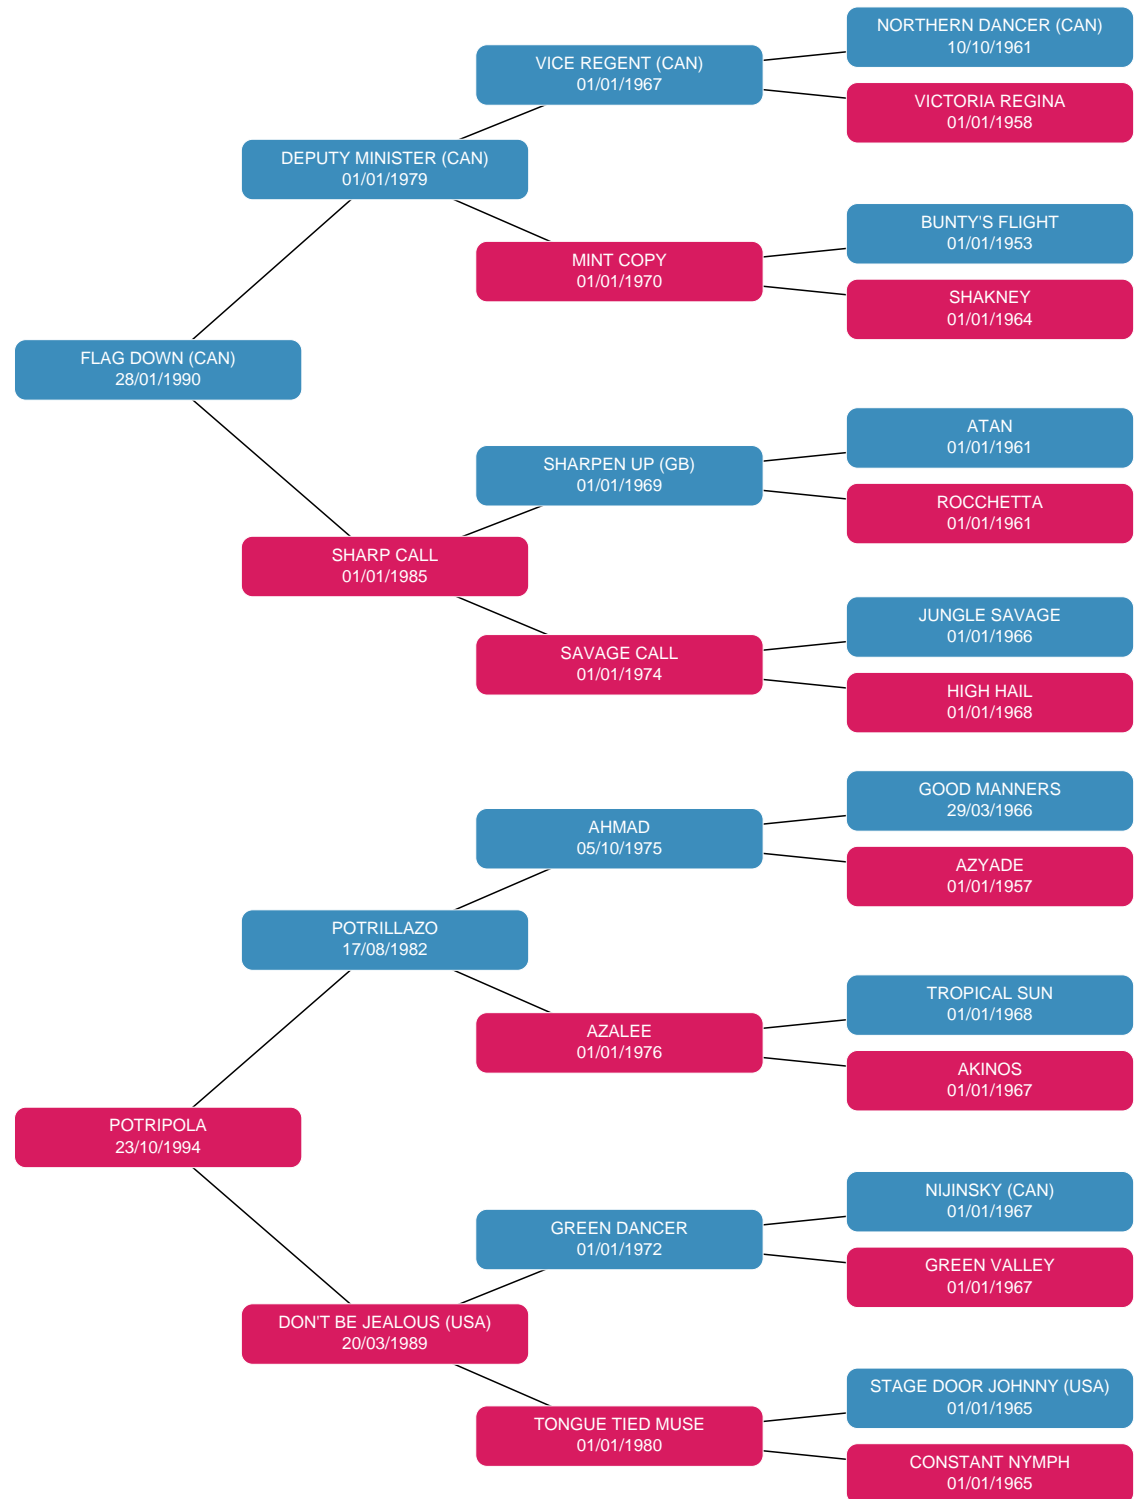 NORTHERN DANCER (CAN)
10/10/1961
VICE REGENT (CAN)
01/01/1967
VICTORIA REGINA
01/01/1958
DEPUTY MINISTER (CAN)
01/01/1979
BUNTY'S FLIGHT
01/01/1953
MINT COPY
01/01/1970
SHAKNEY
01/01/1964
FLAG DOWN (CAN)
28/01/1990
ATAN
01/01/1961
SHARPEN UP (GB)
01/01/1969
ROCCHETTA
01/01/1961
SHARP CALL
01/01/1985
JUNGLE SAVAGE
01/01/1966
SAVAGE CALL
01/01/1974
HIGH HAIL
01/01/1968
GOOD MANNERS
29/03/1966
AHMAD
05/10/1975
AZYADE
01/01/1957
POTRILLAZO
17/08/1982
TROPICAL SUN
01/01/1968
AZALEE
01/01/1976
AKINOS
01/01/1967
POTRIPOLA
23/10/1994
NIJINSKY (CAN)
01/01/1967
GREEN DANCER
01/01/1972
GREEN VALLEY
01/01/1967
DON'T BE JEALOUS (USA)
20/03/1989
STAGE DOOR JOHNNY (USA)
01/01/1965
TONGUE TIED MUSE
01/01/1980
CONSTANT NYMPH
01/01/1965